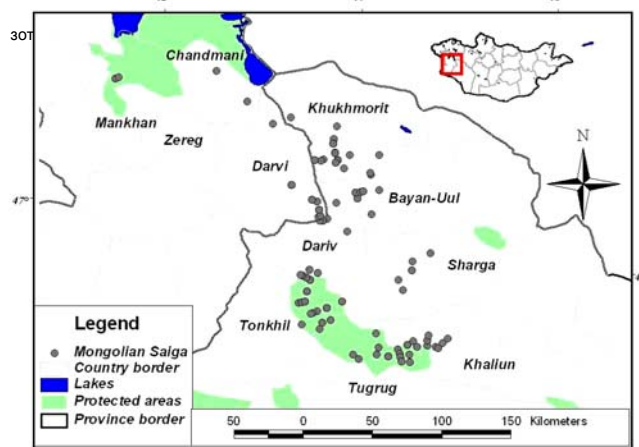 30T
Chandmani
Khukhmorit
Mankhan
Zereg
N
Darvi
47°
Bayan-Uul
Dariv
Sharga
Legend
Mongolian Saiga
Country border
Lakes
Protected areas
Province border
Tonkhil
Khaliun
Tugrug
50 0 50 100 150 Kilometers